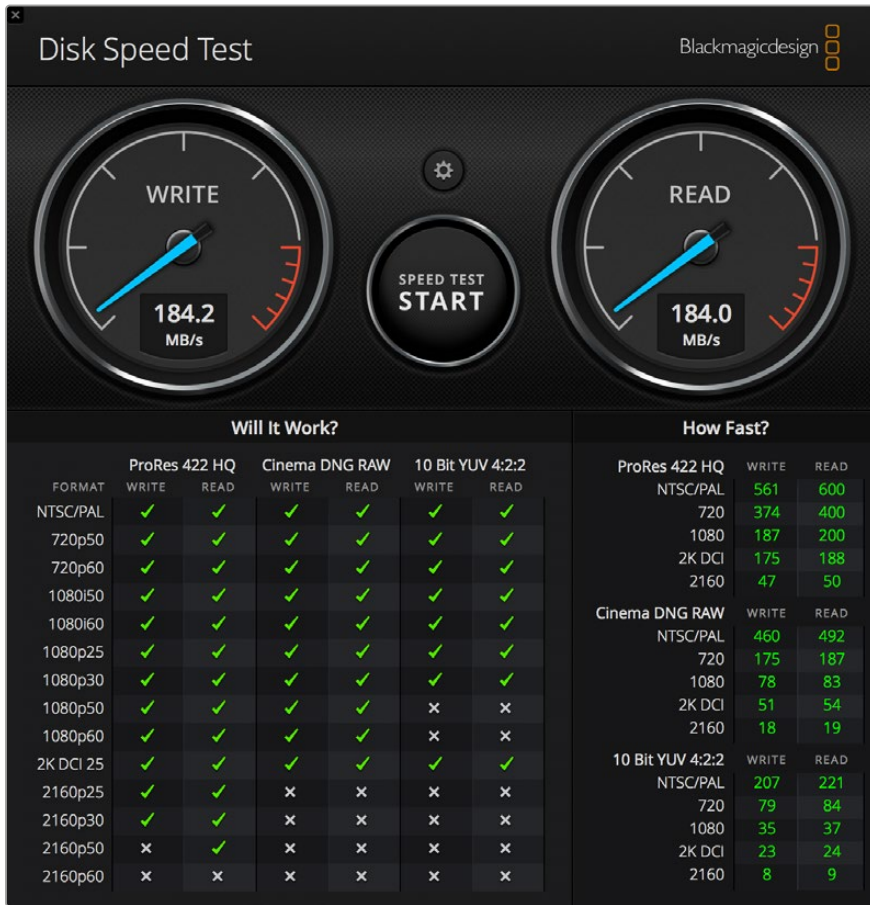 Disk Speed Test
Blackmagicdesign
WRITE
184.2
MB/s
SPEED TEST
START
READ
184.0
MB/s
Will It Work?
ProRes 422 HQ Cinema DNG RAW 10 Bit YUV 4:2:2
FORMAT WRITE READ WRITE READ WRITE READ
NTSC/PAL ✓ ✓ ✓ ✓ ✓ ✓
720p50 ✓ ✓ ✓ ✓ ✓ ✓
720p60 ✓ ✓ ✓ ✓ ✓ ✓
1080i50 ✓ ✓ ✓ ✓ ✓ ✓
1080i60 ✓ ✓ ✓ ✓ ✓ ✓
1080p25 ✓ ✓ ✓ ✓ ✓ ✓
1080p30 ✓ ✓ ✓ ✓ ✓ ✓
1080p50 ✓ ✓ ✓ ✓ × ×
1080p60 ✓ ✓ ✓ ✓ × ×
2K DCI 25 ✓ ✓ ✓ ✓ ✓ ✓
2160p25 ✓ ✓ × × × ×
2160p30 ✓ ✓ × × × ×
2160p50 × ✓ × × × ×
2160p60 × × × × × ×
How Fast?
ProRes 422 HQ WRITE READ
NTSC/PAL 561 600
720 374 400
1080 187 200
2K DCI 175 188
2160 47 50
Cinema DNG RAW WRITE READ
NTSC/PAL 460 492
720 175 187
1080 78 83
2K DCI 51 54
2160 18 19
10 Bit YUV 4:2:2 WRITE READ
NTSC/PAL 207 221
720 79 84
1080 35 37
2K DCI 23 24
2160 8 9